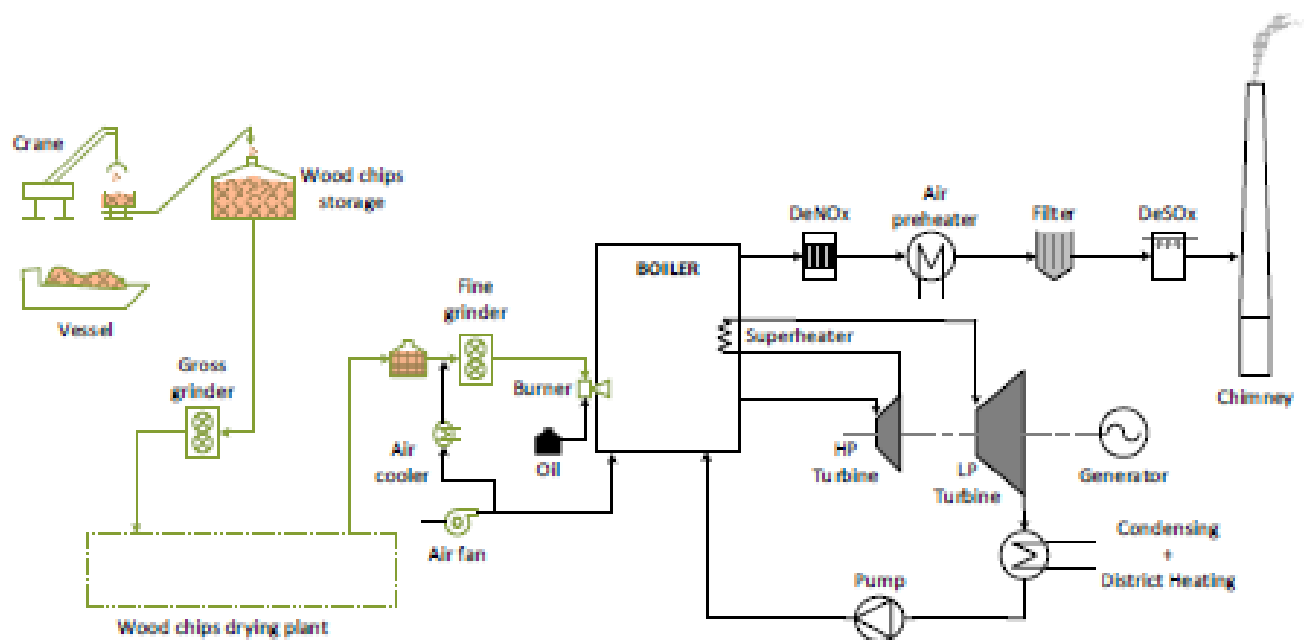 Crane
Wood chips
storage
Vessel
Gross
grinder
Fine
grinder
Burner
Air
cooler
Oil
Air fan
Wood chips drying plant
BOILER
DeNOx
Air
preheater
Filter
DeSOx
Chimney
Superheater
HP
Turbine
LP
Turbine
Generator
Condensing
+
District Heating
Pump